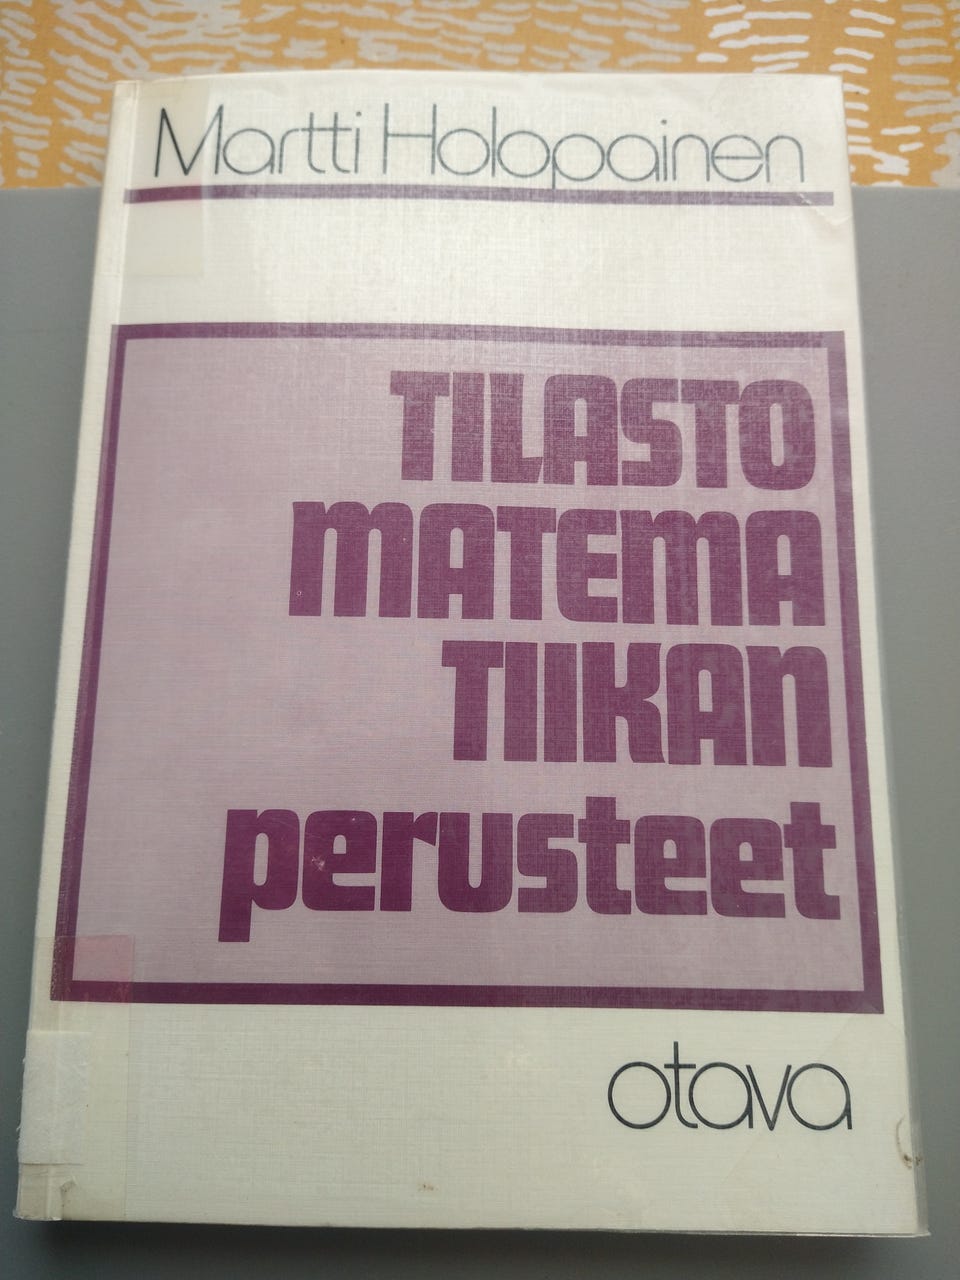 Martti Holopainen
TILASTO
MATEMA
TIIKAN
perusteet
otava